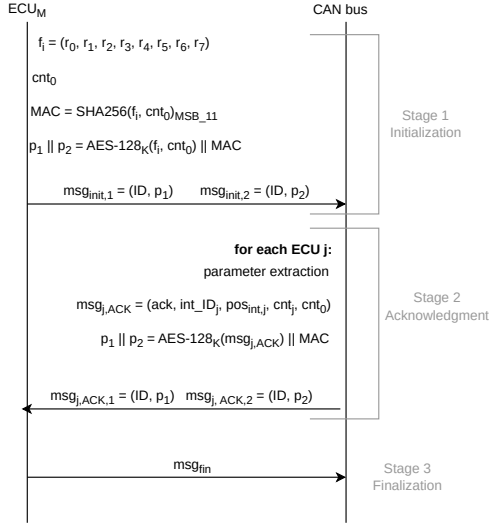 ECU_M CAN bus
f_i = (r_0, r_1, r_2, r_3, r_4, r_5, r_6, r_7)
cnt_0
MAC = SHA256(f_i, cnt_0)_MSB_11
p_1 || p_2 = AES-128_K(f_i, cnt_0) || MAC
Stage 1
Initialization
msg_init,1 = (ID, p_1) msg_init,2 = (ID, p_2)
for each ECU j:
parameter extraction
msg_j,ACK = (ack, int_ID_j, pos_int,j, cnt_j, cnt_0)
p_1 || p_2 = AES-128_K(msg_j,ACK) || MAC
Stage 2
Acknowledgment
msg_j,ACK,1 = (ID, p_1) msg_j, ACK,2 = (ID, p_2)
msg_fin
Stage 3
Finalization